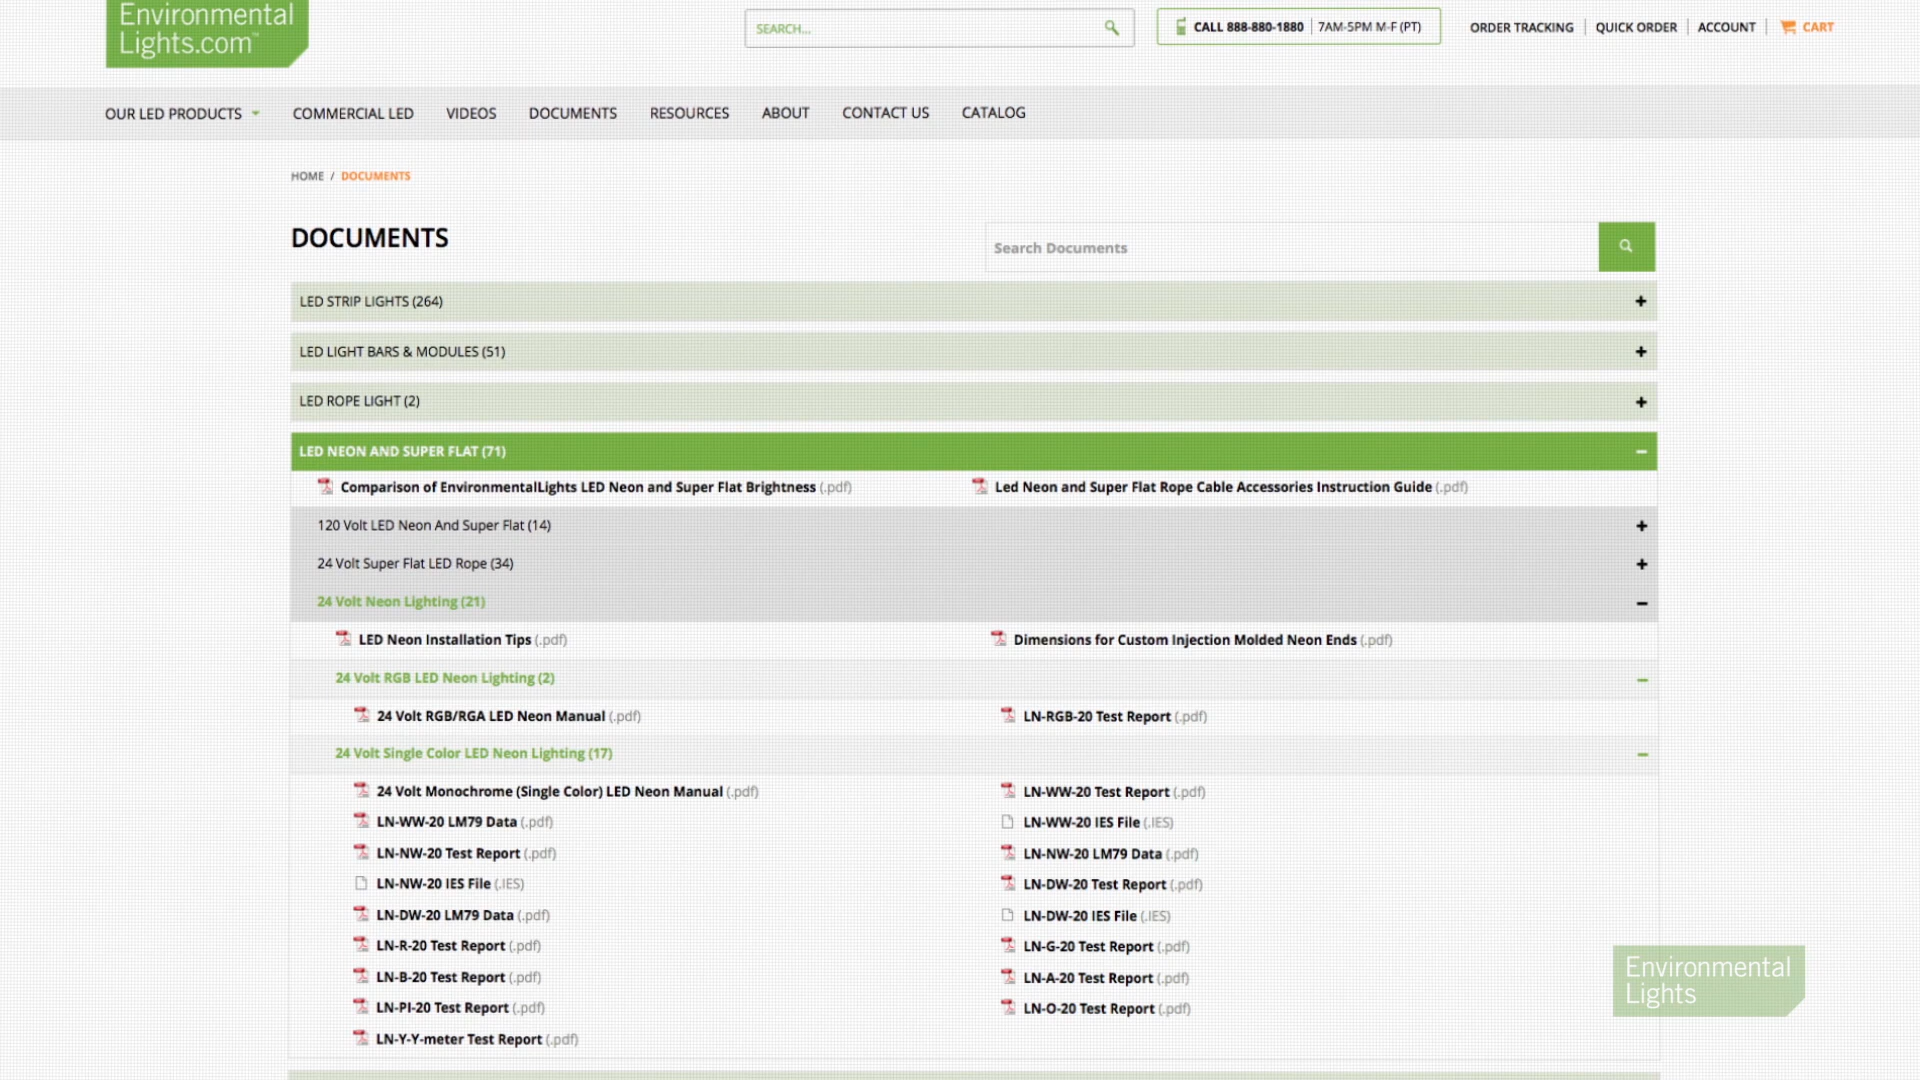 Environmental
Lights.com™
SEARCH...
CALL 888-880-1880 7AM-5PM M-F (PT)
ORDER TRACKING QUICK ORDER ACCOUNT CART
OUR LED PRODUCTS COMMERCIAL LED VIDEOS DOCUMENTS RESOURCES ABOUT CONTACT US CATALOG
HOME / DOCUMENTS
DOCUMENTS
Search Documents
LED STRIP LIGHTS (264)
LED LIGHT BARS & MODULES (51)
LED ROPE LIGHT (2)
LED NEON AND SUPER FLAT (71)
Comparison of EnvironmentalLights LED Neon and Super Flat Brightness (.pdf)
Led Neon and Super Flat Rope Cable Accessories Instruction Guide (.pdf)
120 Volt LED Neon And Super Flat (14)
24 Volt Super Flat LED Rope (34)
24 Volt Neon Lighting (21)
LED Neon Installation Tips (.pdf)
Dimensions for Custom Injection Molded Neon Ends (.pdf)
24 Volt RGB LED Neon Lighting (2)
24 Volt RGB/RGA LED Neon Manual (.pdf)
LN-RGB-20 Test Report (.pdf)
24 Volt Single Color LED Neon Lighting (17)
24 Volt Monochrome (Single Color) LED Neon Manual (.pdf)
LN-WW-20 Test Report (.pdf)
LN-WW-20 LM79 Data (.pdf)
LN-WW-20 IES File (.IES)
LN-NW-20 Test Report (.pdf)
LN-NW-20 LM79 Data (.pdf)
LN-NW-20 IES File (.IES)
LN-DW-20 Test Report (.pdf)
LN-DW-20 LM79 Data (.pdf)
LN-DW-20 IES File (.IES)
LN-R-20 Test Report (.pdf)
LN-G-20 Test Report (.pdf)
LN-B-20 Test Report (.pdf)
LN-A-20 Test Report (.pdf)
LN-PI-20 Test Report (.pdf)
LN-O-20 Test Report (.pdf)
LN-Y-Y-meter Test Report (.pdf)
Environmental
Lights